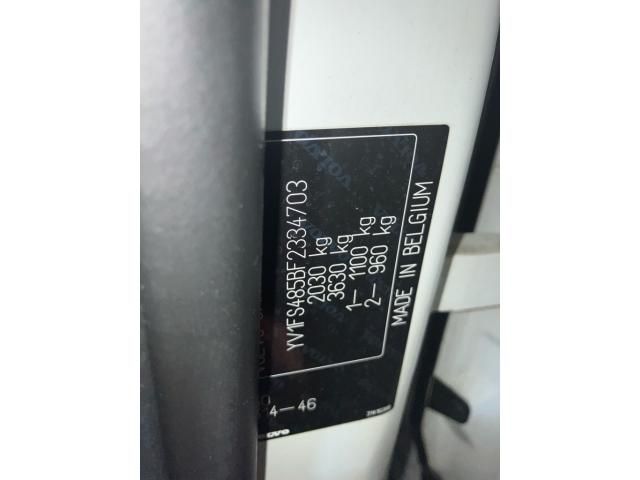 YV1FS485BF2334703
2030 kg
3630 kg
1- 1100 kg
2- 960 kg
MADE IN BELGIUM
4-46